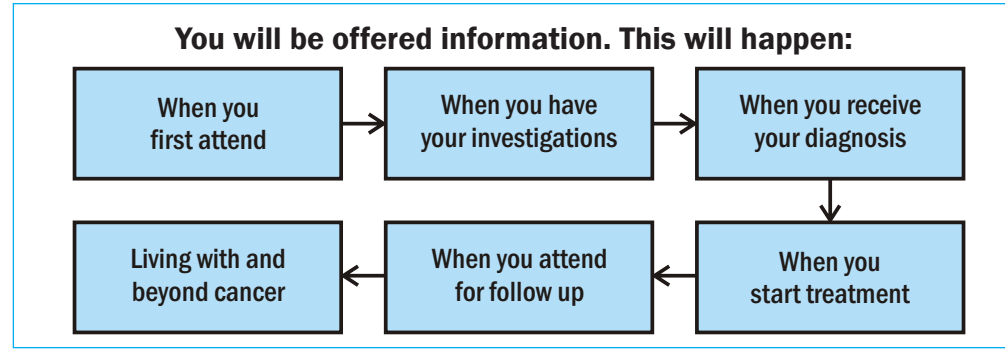 You will be offered information. This will happen:
When you
first attend
When you have
your investigations
When you receive
your diagnosis
When you
start treatment
When you attend
for follow up
Living with and
beyond cancer